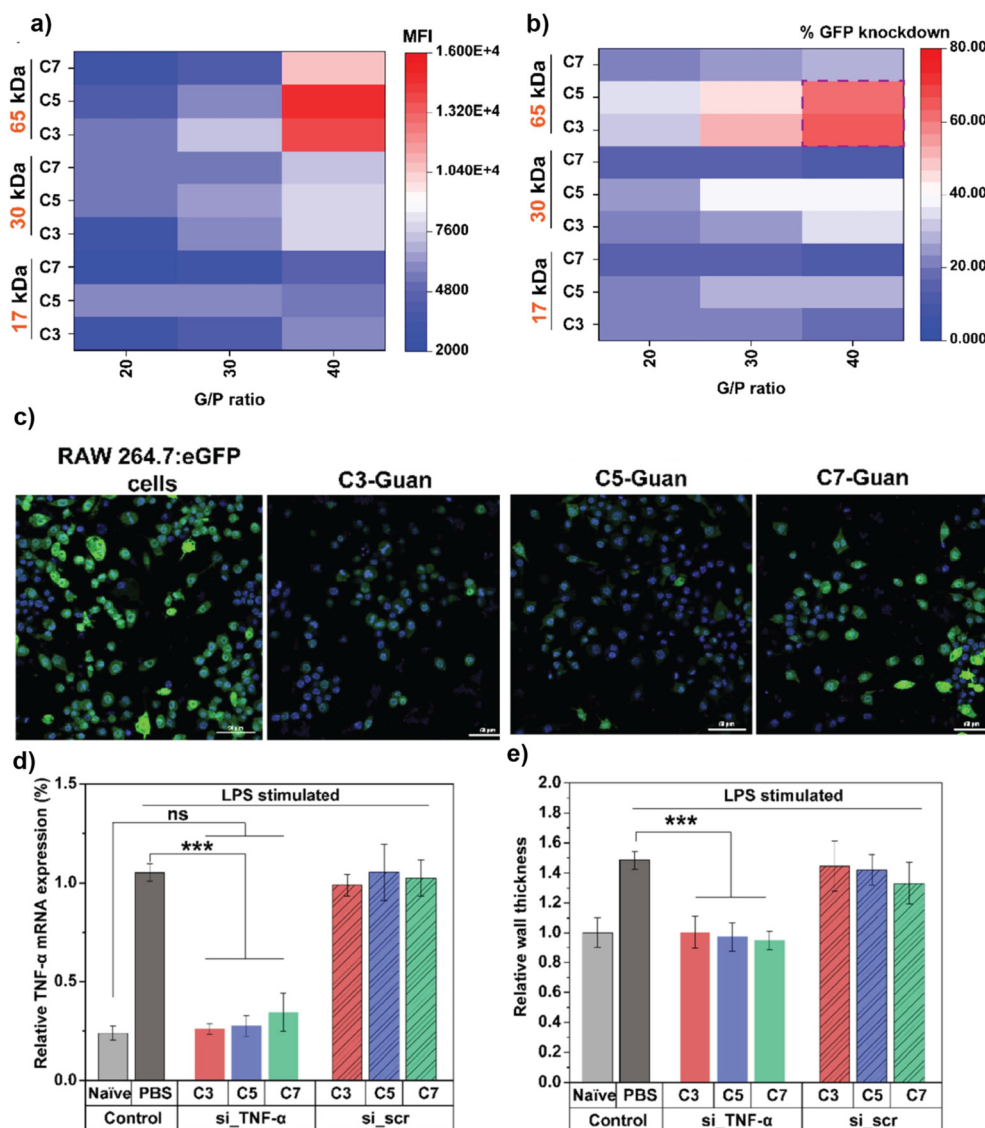 a)
MFI
65 kDa
C7
C5
C3
30 kDa
C7
C5
C3
17 kDa
C7
C5
C3
20
30
40
G/P ratio
1.600E+4
1.320E+4
1.040E+4
7600
4800
2000
b)
% GFP knockdown
65 kDa
C7
C5
C3
30 kDa
C7
C5
C3
17 kDa
C7
C5
C3
20
30
40
G/P ratio
80.00
60.00
40.00
20.00
0.000
c)
RAW 264.7:eGFP
cells
C3-Guan
C5-Guan
C7-Guan
d)
Relative TNF-α mRNA expression (%)
1.5
1.0
0.5
0.0
LPS stimulated
ns
***
Naïve PBS C3 C5 C7 C3 C5 C7
Control si_TNF-α si_scr
e)
Relative wall thickness
2.0
1.8
1.6
1.4
1.2
1.0
0.8
0.6
0.4
0.2
0.0
LPS stimulated
***
Naïve PBS C3 C5 C7 C3 C5 C7
Control si_TNF-α si_scr